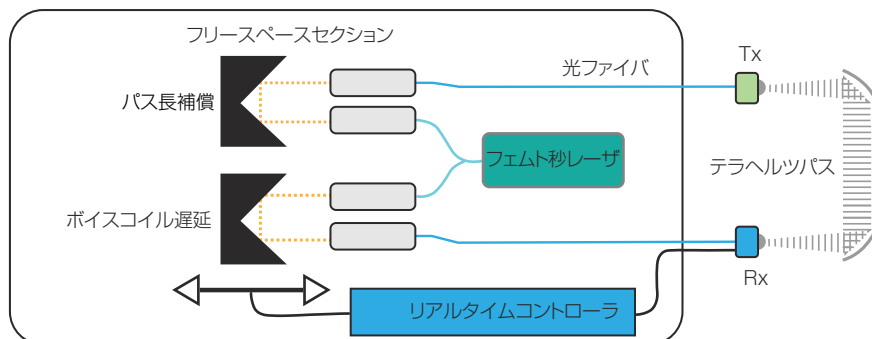 フリースペースセクション
パス長補償
光ファイバ
Tx
フェムト秒レーザ
テラヘルツパス
ボイスコイル遅延
Rx
リアルタイムコントローラ